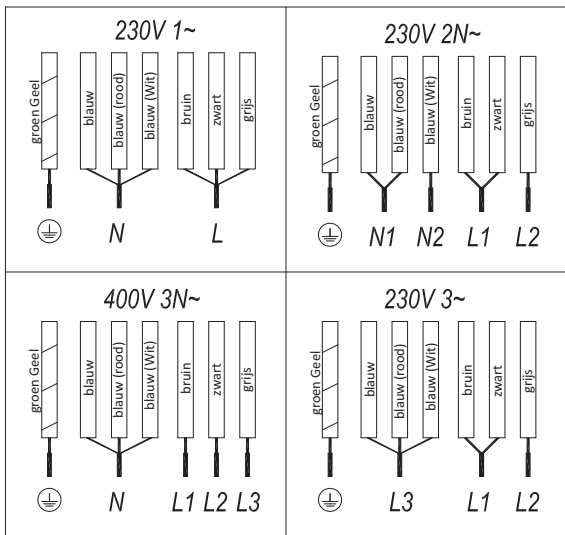 230V 1~
groen Geel
blauw
blauw (rood)
blauw (Wit)
bruin
zwart
grijs
N
L
230V 2N~
groen Geel
blauw
blauw (rood)
blauw (Wit)
bruin
zwart
grijs
N1 N2 L1 L2
400V 3N~
groen Geel
blauw
blauw (rood)
blauw (Wit)
bruin
zwart
grijs
N
L1 L2 L3
230V 3~
groen Geel
blauw
blauw (rood)
blauw (Wit)
bruin
zwart
grijs
L3
L1 L2